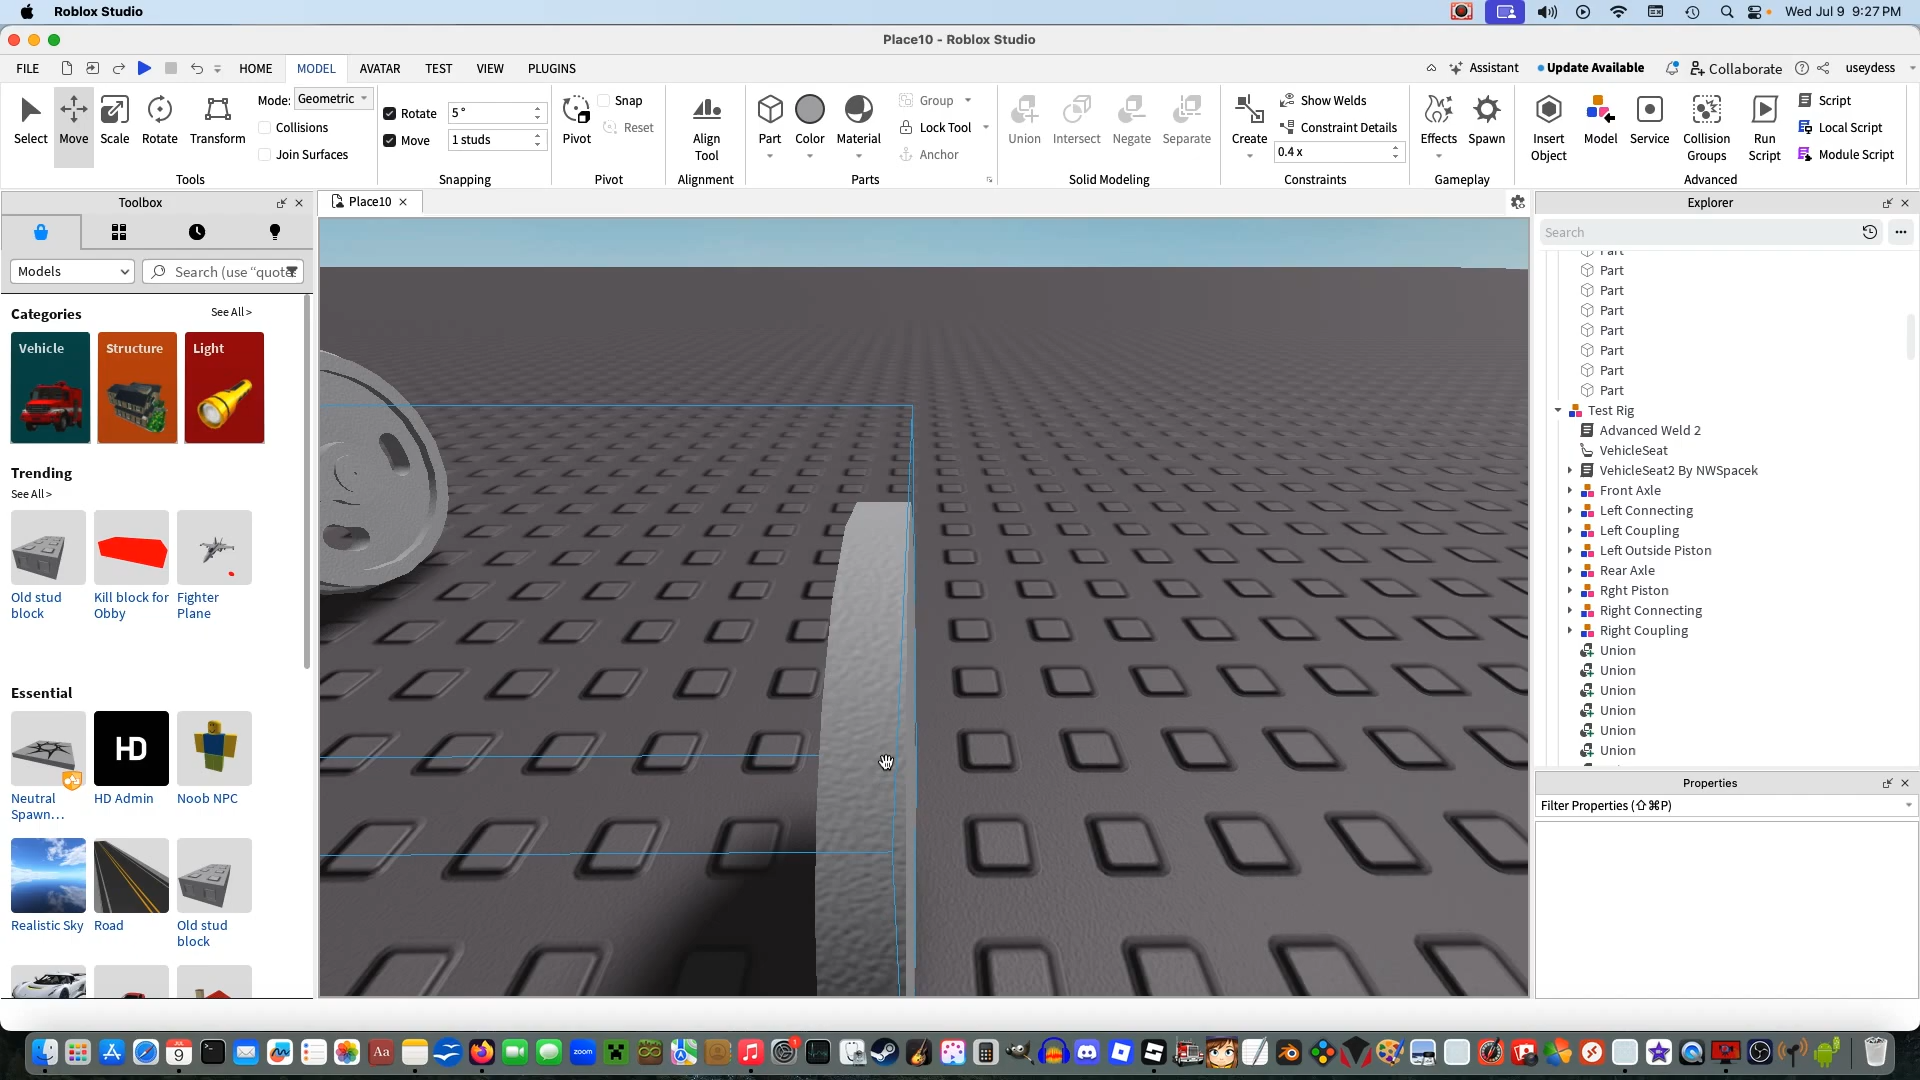 Roblox Studio
Wed Jul 9 9:27 PM
Place10 - Roblox Studio
FILE
HOME
MODEL
AVATAR
TEST
VIEW
PLUGINS
Assistant
Update Available
Collaborate
useydess
Select
Move
Scale
Rotate
Transform
Mode:
Geometric
Collisions
Join Surfaces
Tools
Rotate
5°
Move
1 studs
Snapping
Pivot
Snap
Reset
Pivot
Align
Tool
Alignment
Part
Color
Material
Group
Lock Tool
Anchor
Parts
Union
Intersect
Negate
Separate
Solid Modeling
Create
Show Welds
Constraint Details
0.4 x
Constraints
Effects
Spawn
Gameplay
Insert
Object
Model
Service
Collision
Groups
Run
Script
Script
Local Script
Module Script
Advanced
Toolbox
Models
Search (use "quote
Categories
See All >
Vehicle
Structure
Light
Trending
See All >
Old stud
block
Kill block for
Obby
Fighter
Plane
Essential
HD
Neutral
Spawn...
HD Admin
Noob NPC
Realistic Sky
Road
Old stud
block
Place10
Explorer
Search
Part
Part
Part
Part
Part
Part
Part
Part
Test Rig
Advanced Weld 2
VehicleSeat
VehicleSeat2 By NWSpacek
Front Axle
Left Connecting
Left Coupling
Left Outside Piston
Rear Axle
Rght Piston
Right Connecting
Right Coupling
Union
Union
Union
Union
Union
Union
Properties
Filter Properties (⇧⌘P)
JUL
9
Aa
zoom
1